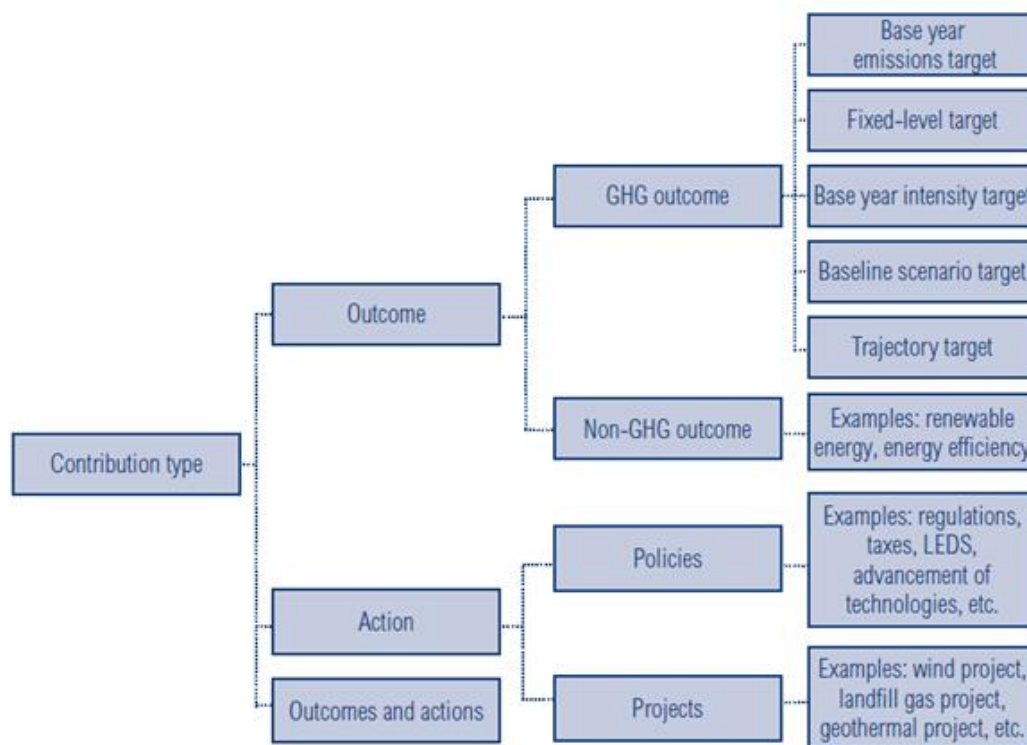 Base year
emissions target
Fixed-level target
GHG outcome
Base year intensity target
Baseline scenario target
Outcome
Trajectory target
Non-GHG outcome
Examples: renewable
energy, energy efficiency
Contribution type
Examples: regulations,
taxes, LEDS,
advancement of
technologies, etc.
Policies
Action
Examples: wind project,
landfill gas project,
geothermal project, etc.
Projects
Outcomes and actions